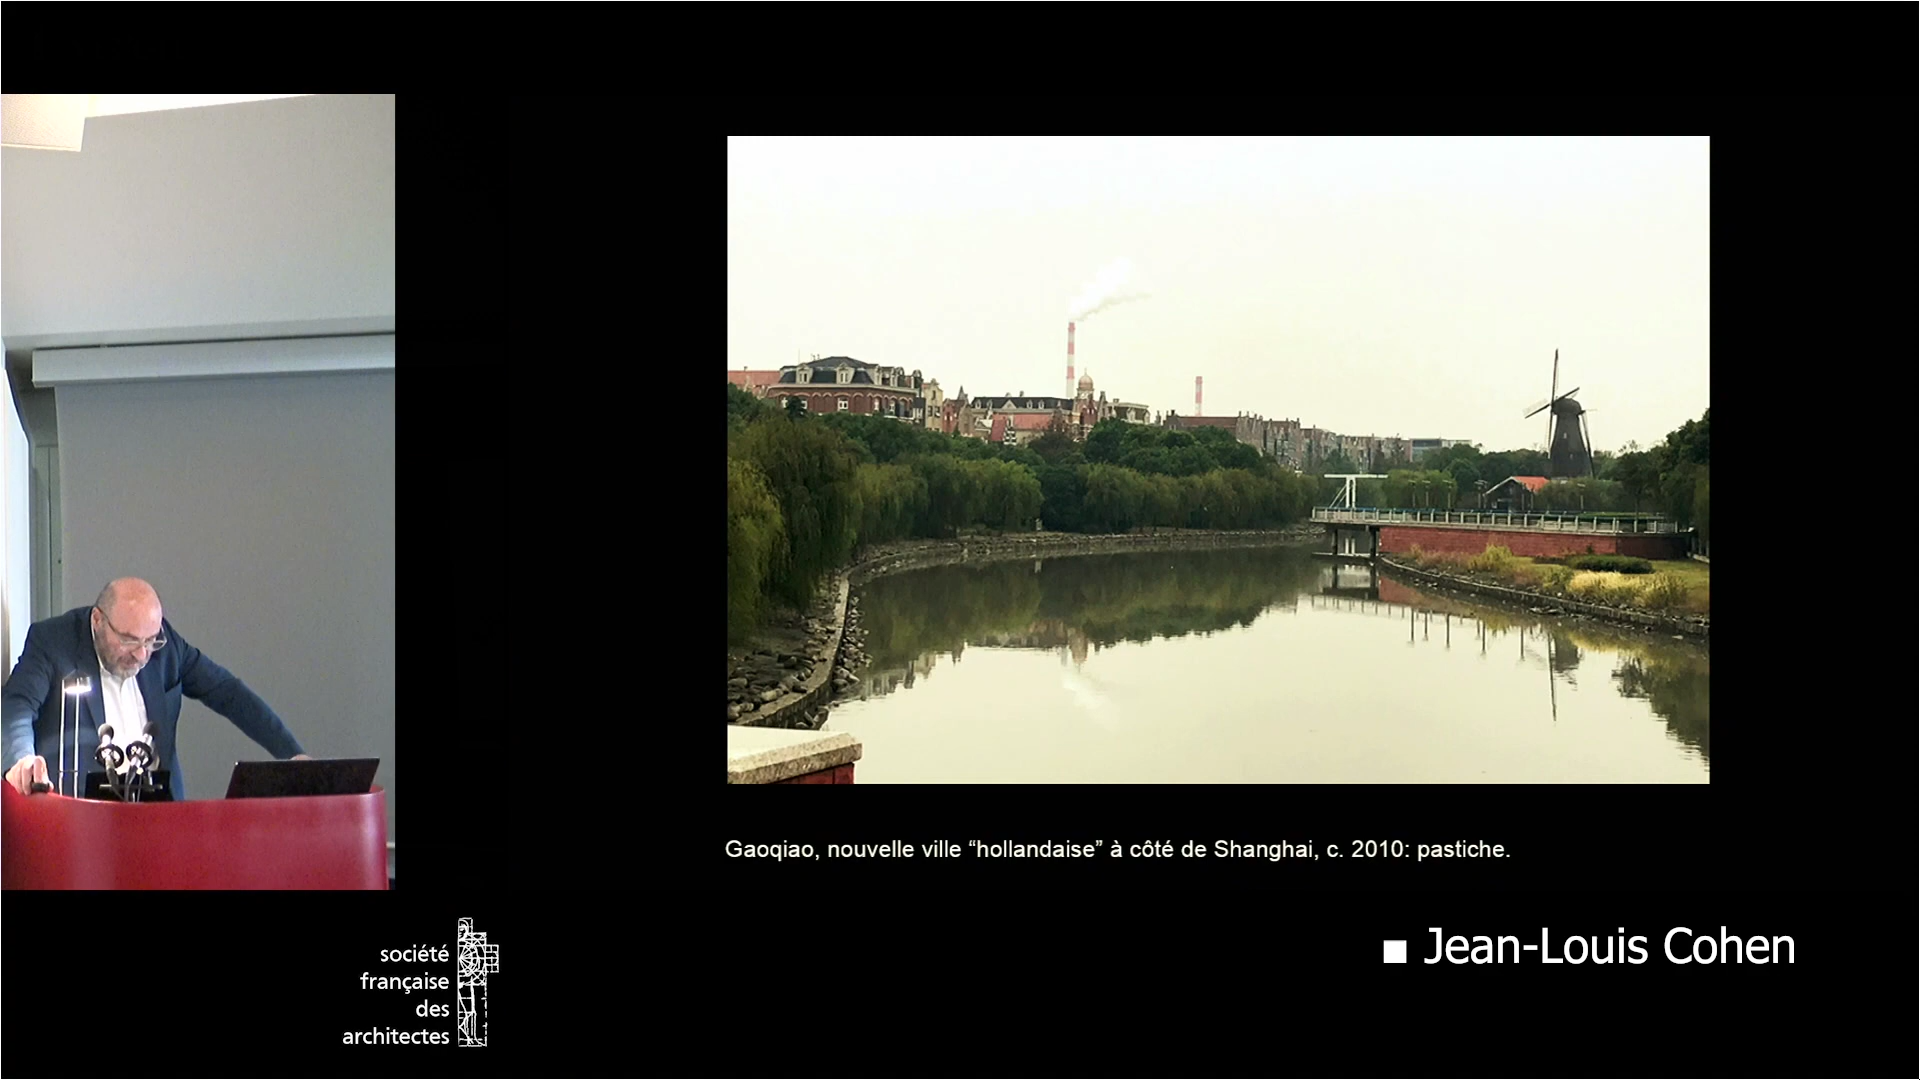 Gaoqiao, nouvelle ville “hollandaise” à côté de Shanghai, c. 2010: pastiche.
Jean-Louis Cohen
société
française
des
architectes